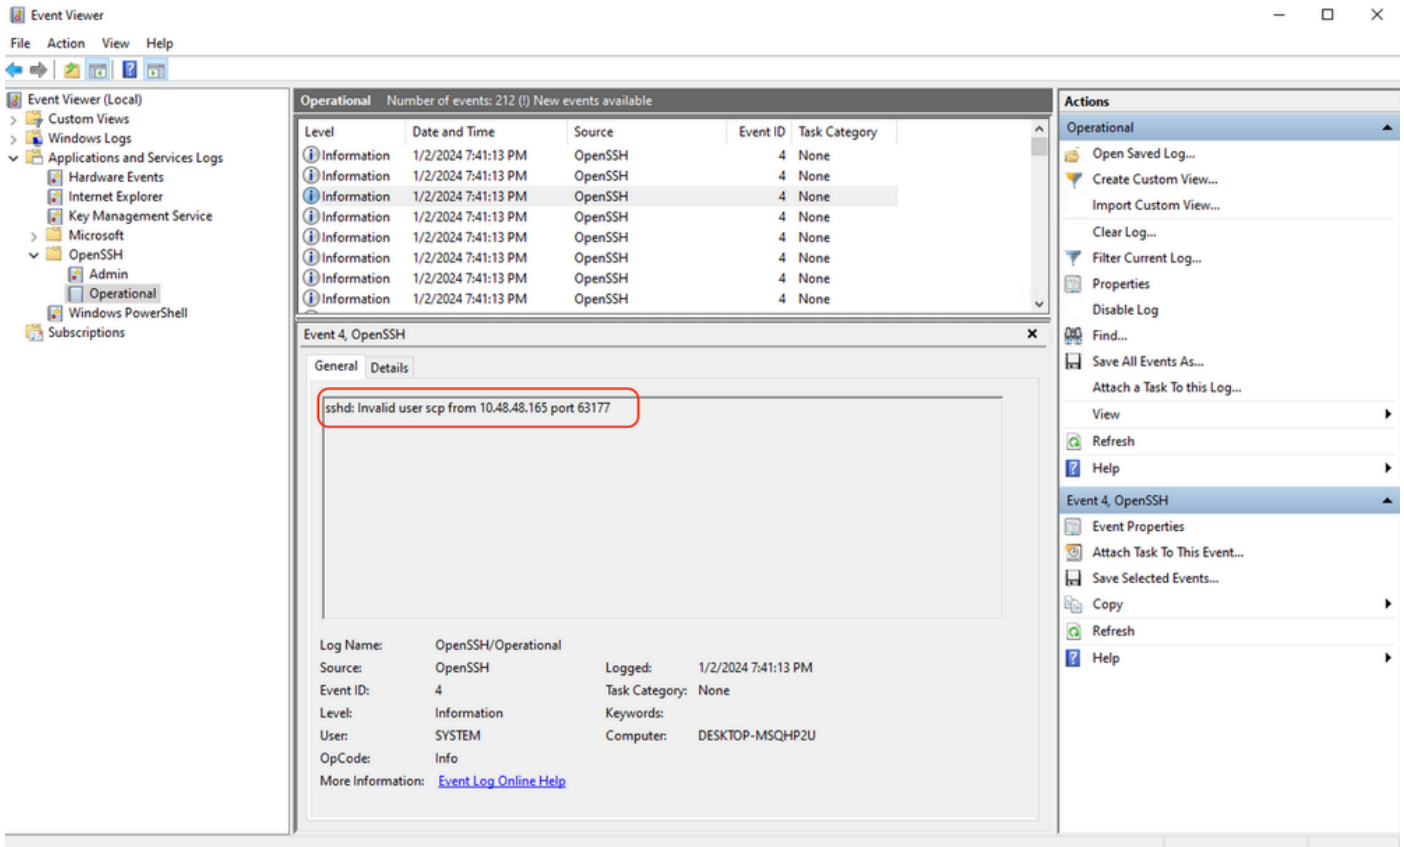 Event Viewer
File Action View Help
Event Viewer (Local)
Custom Views
Windows Logs
Applications and Services Logs
Hardware Events
Internet Explorer
Key Management Service
Microsoft
OpenSSH
Admin
Operational
Windows PowerShell
Subscriptions
Operational Number of events: 212 (!) New events available
Level Date and Time Source Event ID Task Category
Information 1/2/2024 7:41:13 PM OpenSSH 4 None
Information 1/2/2024 7:41:13 PM OpenSSH 4 None
Information 1/2/2024 7:41:13 PM OpenSSH 4 None
Information 1/2/2024 7:41:13 PM OpenSSH 4 None
Information 1/2/2024 7:41:13 PM OpenSSH 4 None
Information 1/2/2024 7:41:13 PM OpenSSH 4 None
Information 1/2/2024 7:41:13 PM OpenSSH 4 None
Information 1/2/2024 7:41:13 PM OpenSSH 4 None
Event 4, OpenSSH
General Details
sshd: Invalid user scp from 10.48.48.165 port 63177
Log Name: OpenSSH/Operational
Source: OpenSSH Logged: 1/2/2024 7:41:13 PM
Event ID: 4 Task Category: None
Level: Information Keywords:
User: SYSTEM Computer: DESKTOP-MSQHP2U
OpCode: Info
More Information: Event Log Online Help
Actions
Operational
Open Saved Log...
Create Custom View...
Import Custom View...
Clear Log...
Filter Current Log...
Properties
Disable Log
Find...
Save All Events As...
Attach a Task To this Log...
View
Refresh
Help
Event 4, OpenSSH
Event Properties
Attach Task To This Event...
Save Selected Events...
Copy
Refresh
Help